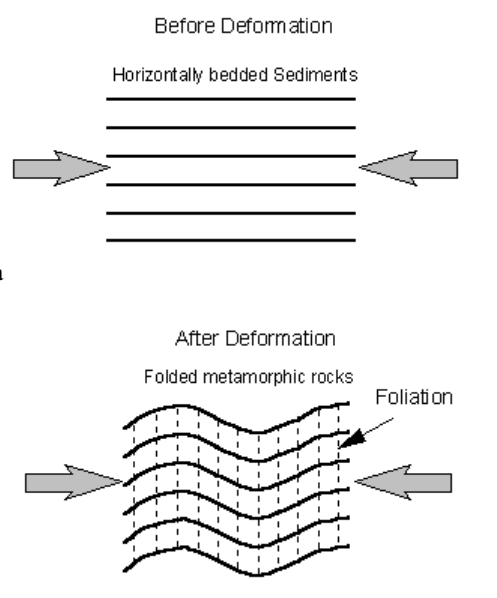 Before Deformation
Horizontally bedded Sediments
After Deformation
Folded metamorphic rocks
Foliation